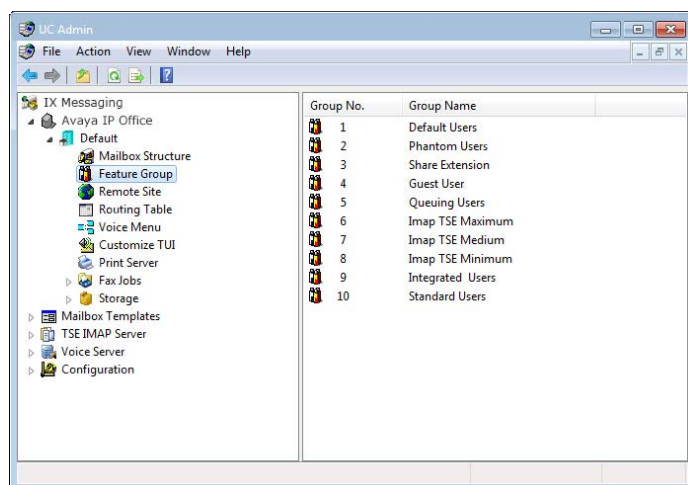 UC Admin
File Action View Window Help
IX Messaging
Avaya IP Office
Default
Mailbox Structure
Feature Group
Remote Site
Routing Table
Voice Menu
Customize TUI
Print Server
Fax Jobs
Storage
Mailbox Templates
TSE IMAP Server
Voice Server
Configuration
Group No. Group Name
1 Default Users
2 Phantom Users
3 Share Extension
4 Guest User
5 Queuing Users
6 Imap TSE Maximum
7 Imap TSE Medium
8 Imap TSE Minimum
9 Integrated Users
10 Standard Users